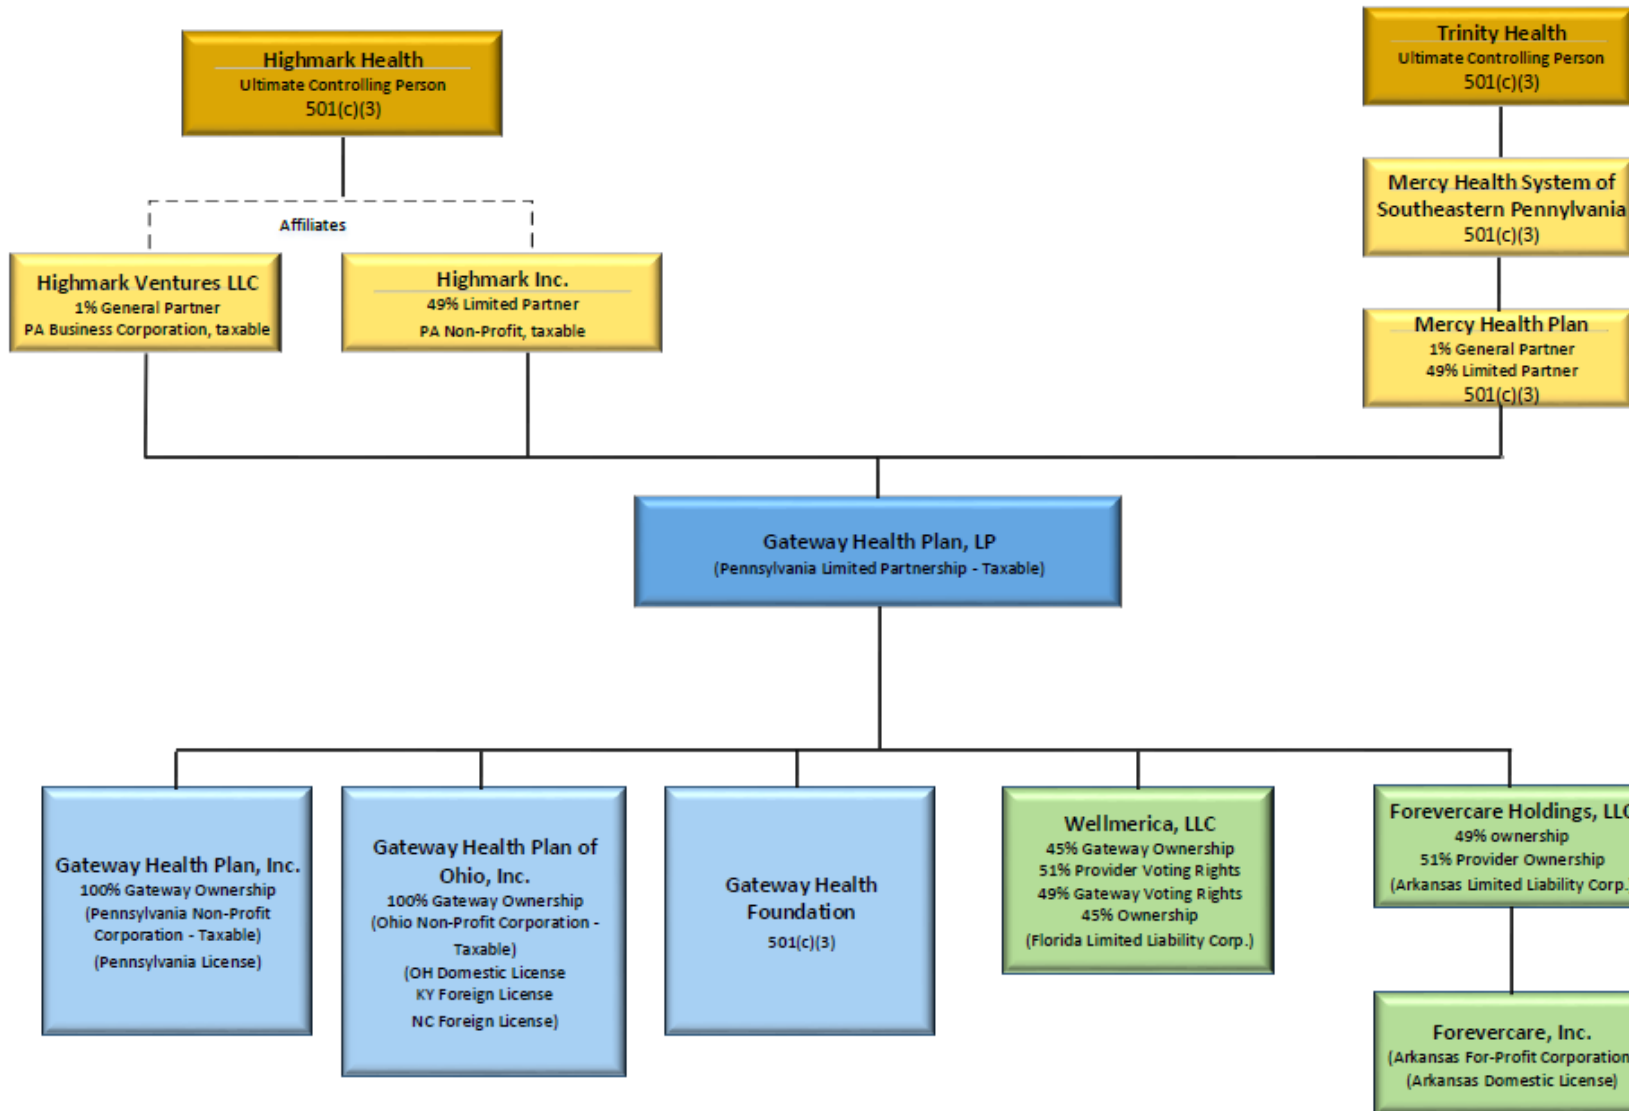 Highmark Health
Ultimate Controlling Person
501(c)(3)
Trinity Health
Ultimate Controlling Person
501(c)(3)
Mercy Health System of
Southeastern Pennylvania
501(c)(3)
Affiliates
Highmark Ventures LLC
1% General Partner
PA Business Corporation, taxable
Highmark Inc.
49% Limited Partner
PA Non-Profit, taxable
Mercy Health Plan
1% General Partner
49% Limited Partner
501(c)(3)
Gateway Health Plan, LP
(Pennsylvania Limited Partnership - Taxable)
Gateway Health Plan, Inc.
100% Gateway Ownership
(Pennsylvania Non-Profit
Corporation - Taxable)
(Pennsylvania License)
Gateway Health Plan of
Ohio, Inc.
100% Gateway Ownership
(Ohio Non-Profit Corporation -
Taxable)
(OH Domestic License
KY Foreign License
NC Foreign License)
Gateway Health
Foundation
501(c)(3)
Wellmerica, LLC
45% Gateway Ownership
51% Provider Voting Rights
49% Gateway Voting Rights
45% Ownership
(Florida Limited Liability Corp.)
Forevercare Holdings, LLC
49% ownership
51% Provider Ownership
(Arkansas Limited Liability Corp.)
Forevercare, Inc.
(Arkansas For-Profit Corporation)
(Arkansas Domestic License)